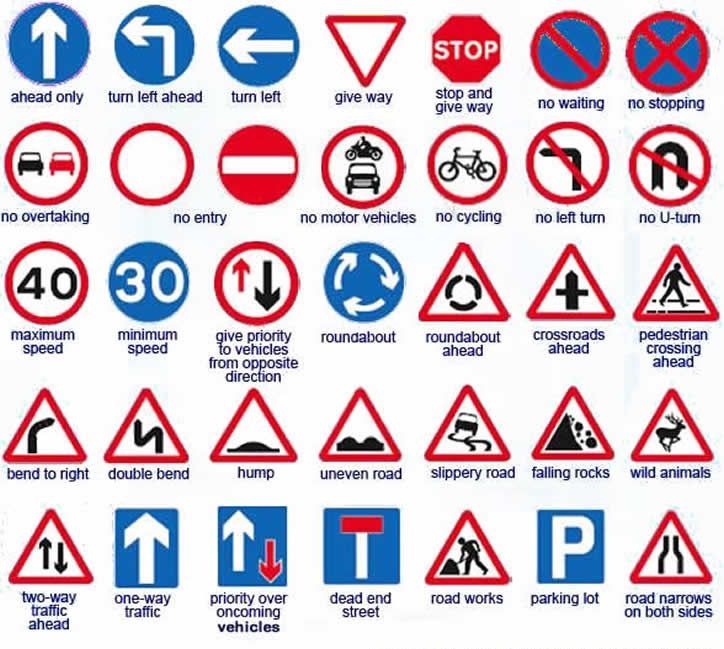 STOP
ahead only
turn left ahead
turn left
give way
stop and
give way
no waiting
no stopping
no overtaking
no entry
no motor vehicles
no cycling
no left turn
no U-turn
40
30
maximum
speed
minimum
speed
give priority
to vehicles
from opposite
direction
roundabout
roundabout
ahead
crossroads
ahead
pedestrian
crossing
ahead
bend to right
double bend
hump
uneven road
slippery road
falling rocks
wild animals
P
two-way
traffic
ahead
one-way
traffic
priority over
oncoming
vehicles
dead end
street
road works
parking lot
road narrows
on both sides